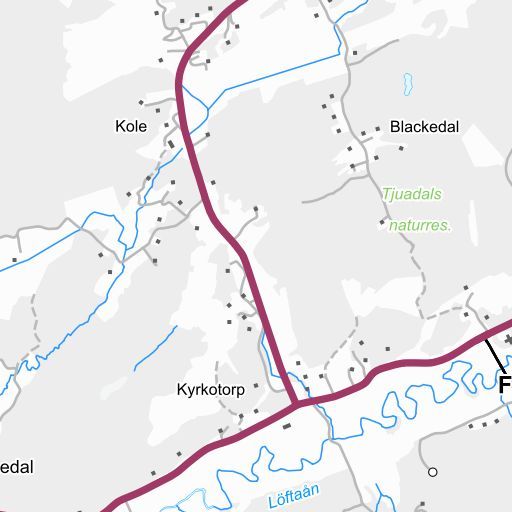 Kole
Blackedal
Tjuadals
naturres.
F
Kyrkotorp
edal
Löftaån